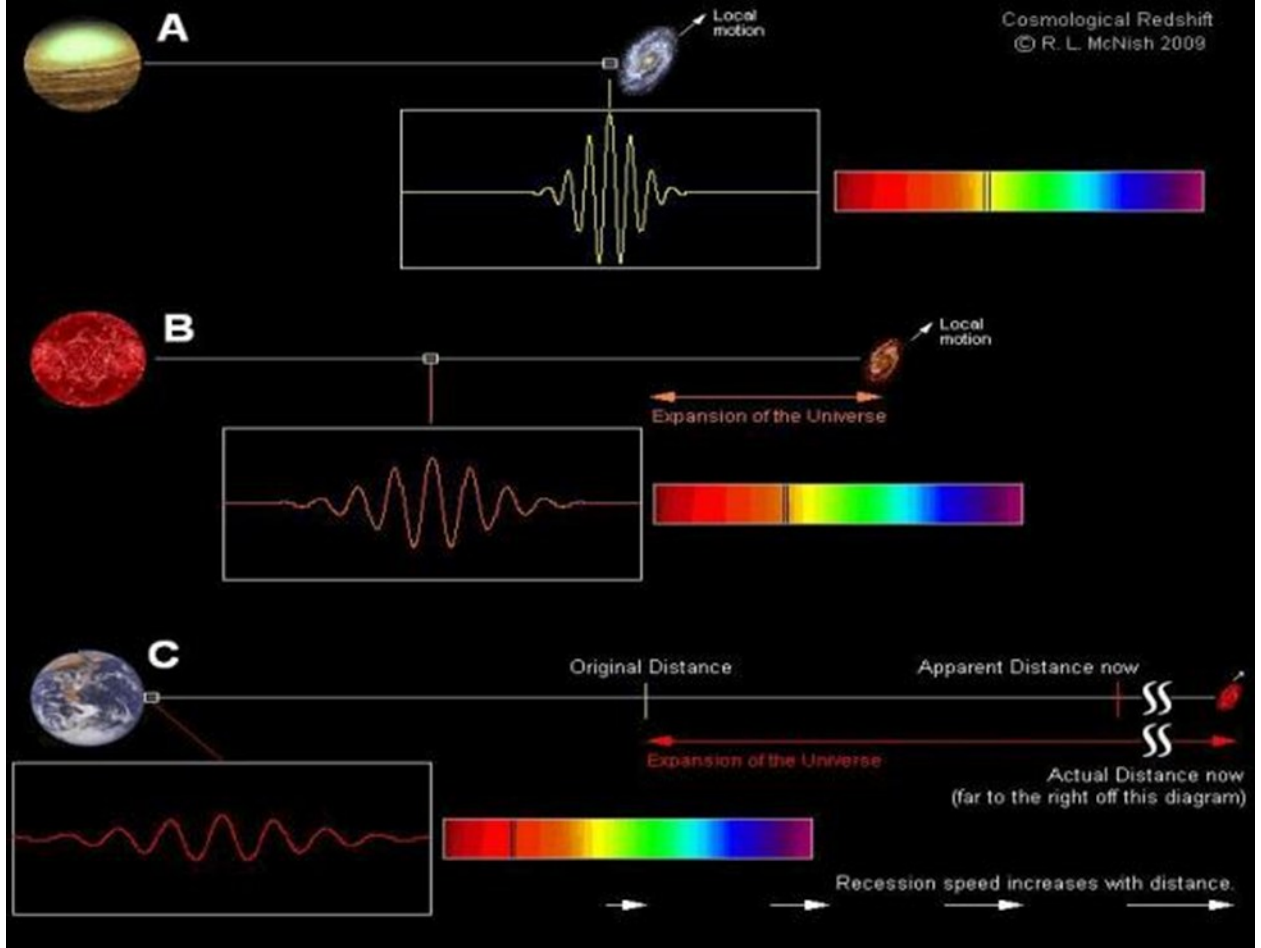 A
Local
motion
Cosmological Redshift
© R. L. McNish 2009
B
Local
motion
Expansion of the Universe
C
Original Distance
Apparent Distance now
Expansion of the Universe
Actual Distance now
(far to the right off this diagram)
Recession speed increases with distance.